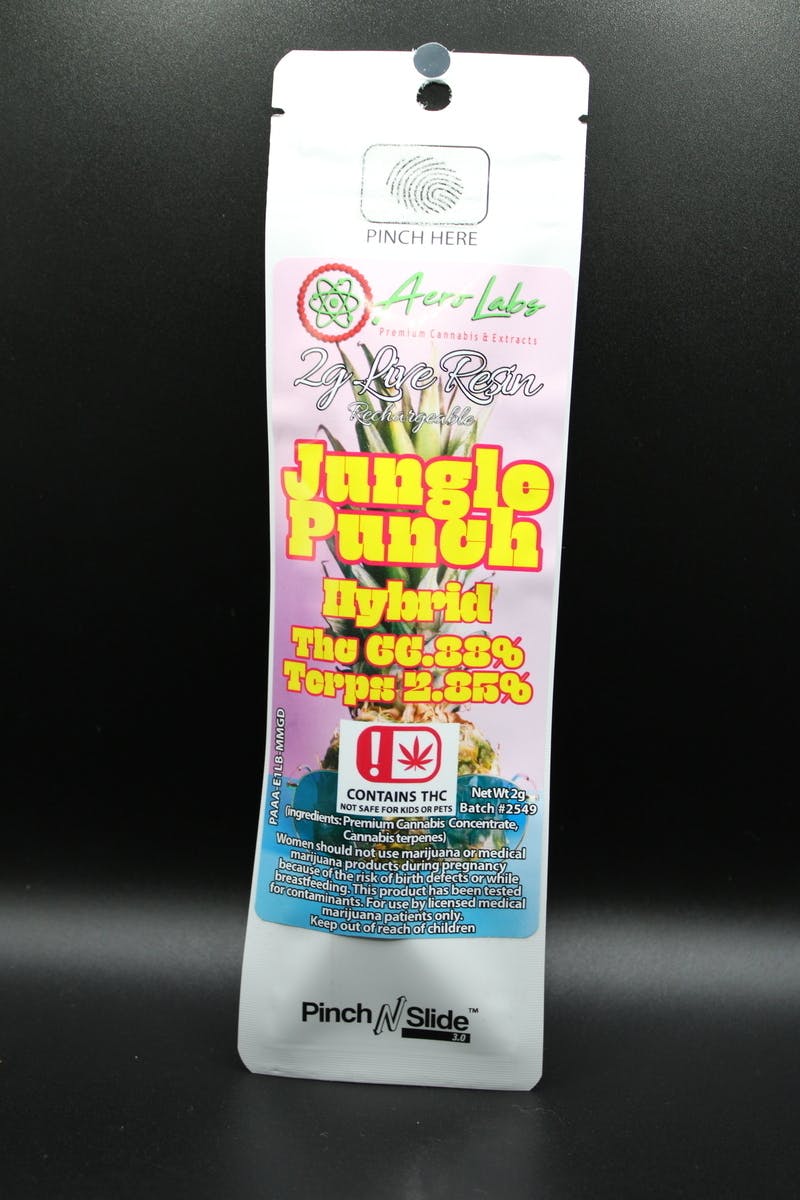 PINCH HERE
Aero Labs
Premium Cannabis & Extracts
2g Live Resin
Rechargeable
Jungle
Punch
Hybrid
Thc 66.88%
Terps 2.85%
PAAA-E1LB-MMGD
CONTAINS THC
NOT SAFE FOR KIDS OR PETS
Net Wt 2g
Batch #2549
(ingredients: Premium Cannabis Concentrate,
Cannabis terpenes)
Women should not use marijuana or medical
marijuana products during pregnancy
because of the risk of birth defects or while
breastfeeding. This product has been tested
for contaminants. For use by licensed medical
marijuana patients only.
Keep out of reach of children
Pinch N Slide™
3.0